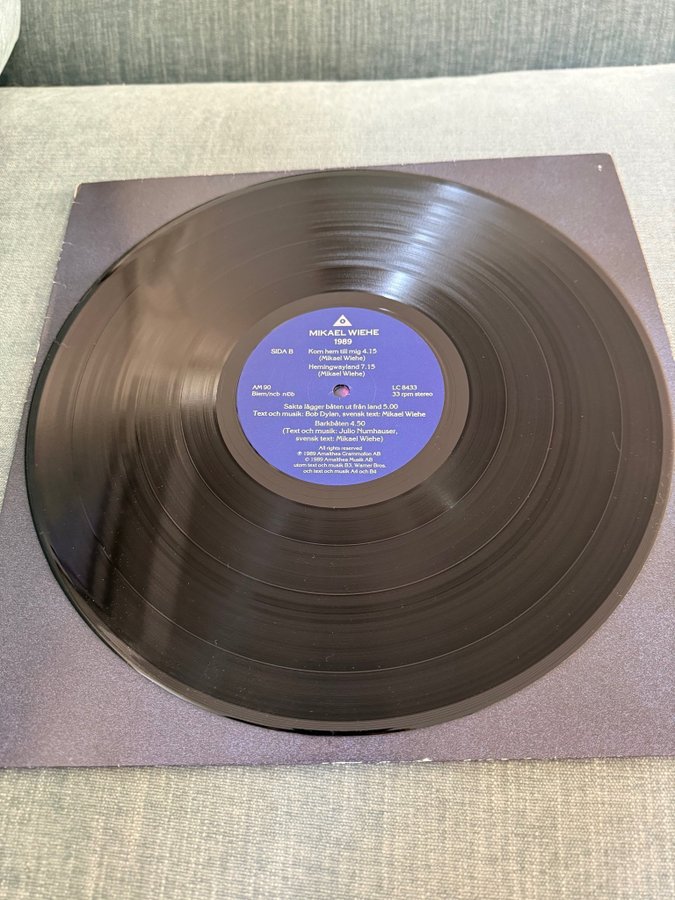 MIKAEL WIEHE
1989
SIDA B
Kom hem till mig 4.15
(Mikael Wiehe)
Hemingwayland 7.15
(Mikael Wiehe)
AM 90
Biem/ncb n©b
LC 8433
33 rpm stereo
Sakta lägger båten ut från land 5.00
Text och musik: Bob Dylan, svensk text: Mikael Wiehe
Barkbåten 4.50
(Text och musik: Julio Numhauser,
svensk text: Mikael Wiehe)
All rights reserved
℗ 1989 Amalthea Grammofon AB
© 1989 Amalthea Musik AB
utom text och musik B3, Warner Bros.
och text och musik A4 och B4